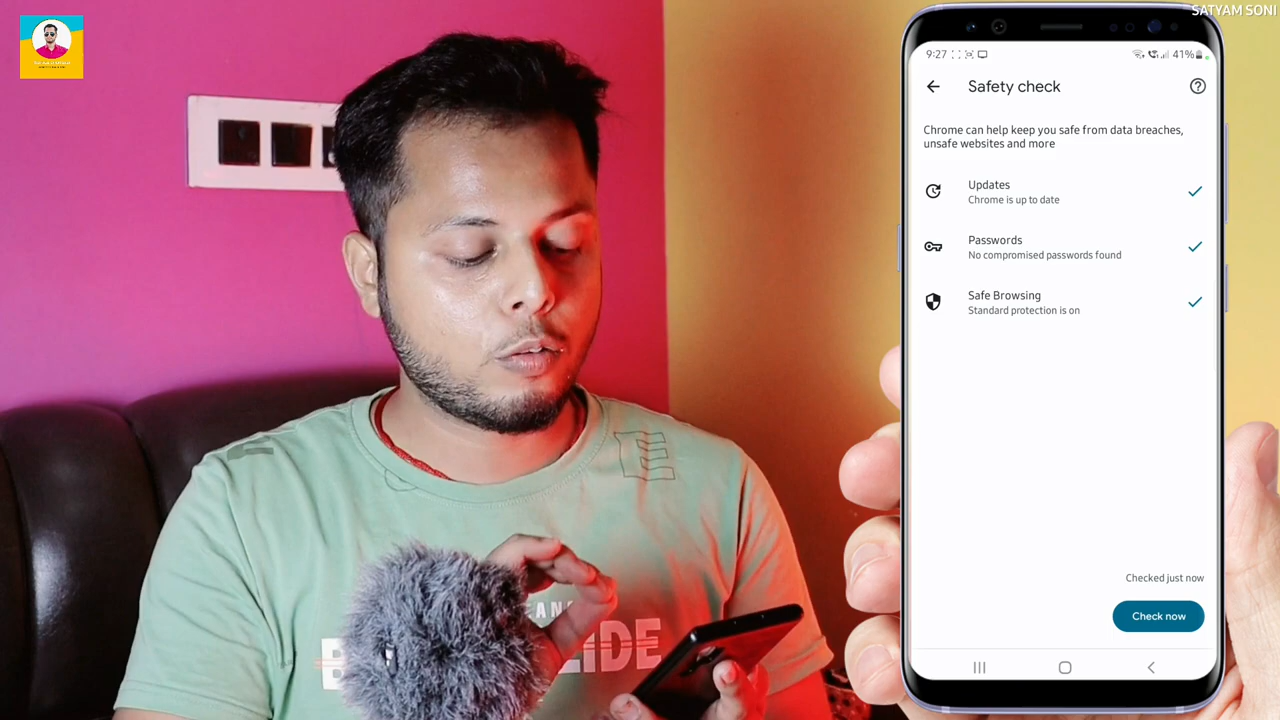 SATYAM SONI
9:27
41%
Safety check
Chrome can help keep you safe from data breaches,
unsafe websites and more
Updates
Chrome is up to date
Passwords
No compromised passwords found
Safe Browsing
Standard protection is on
Checked just now
Check now
E
LIDE